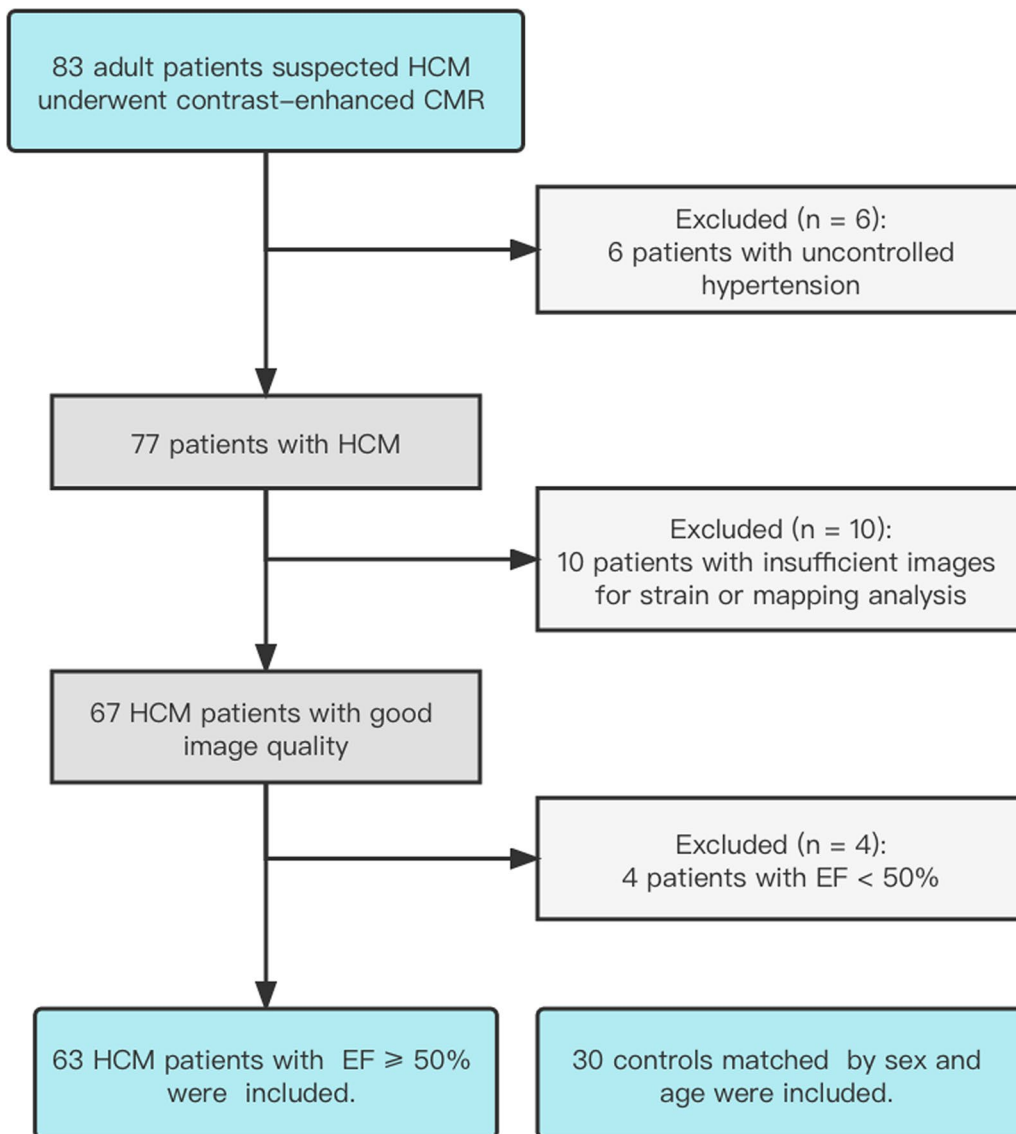 83 adult patients suspected HCM
underwent contrast–enhanced CMR
Excluded (n = 6):
6 patients with uncontrolled
hypertension
77 patients with HCM
Excluded (n = 10):
10 patients with insufficient images
for strain or mapping analysis
67 HCM patients with good
image quality
Excluded (n = 4):
4 patients with EF < 50%
63 HCM patients with  EF ⩾ 50%
were  included.
30 controls matched  by sex and
age were included.